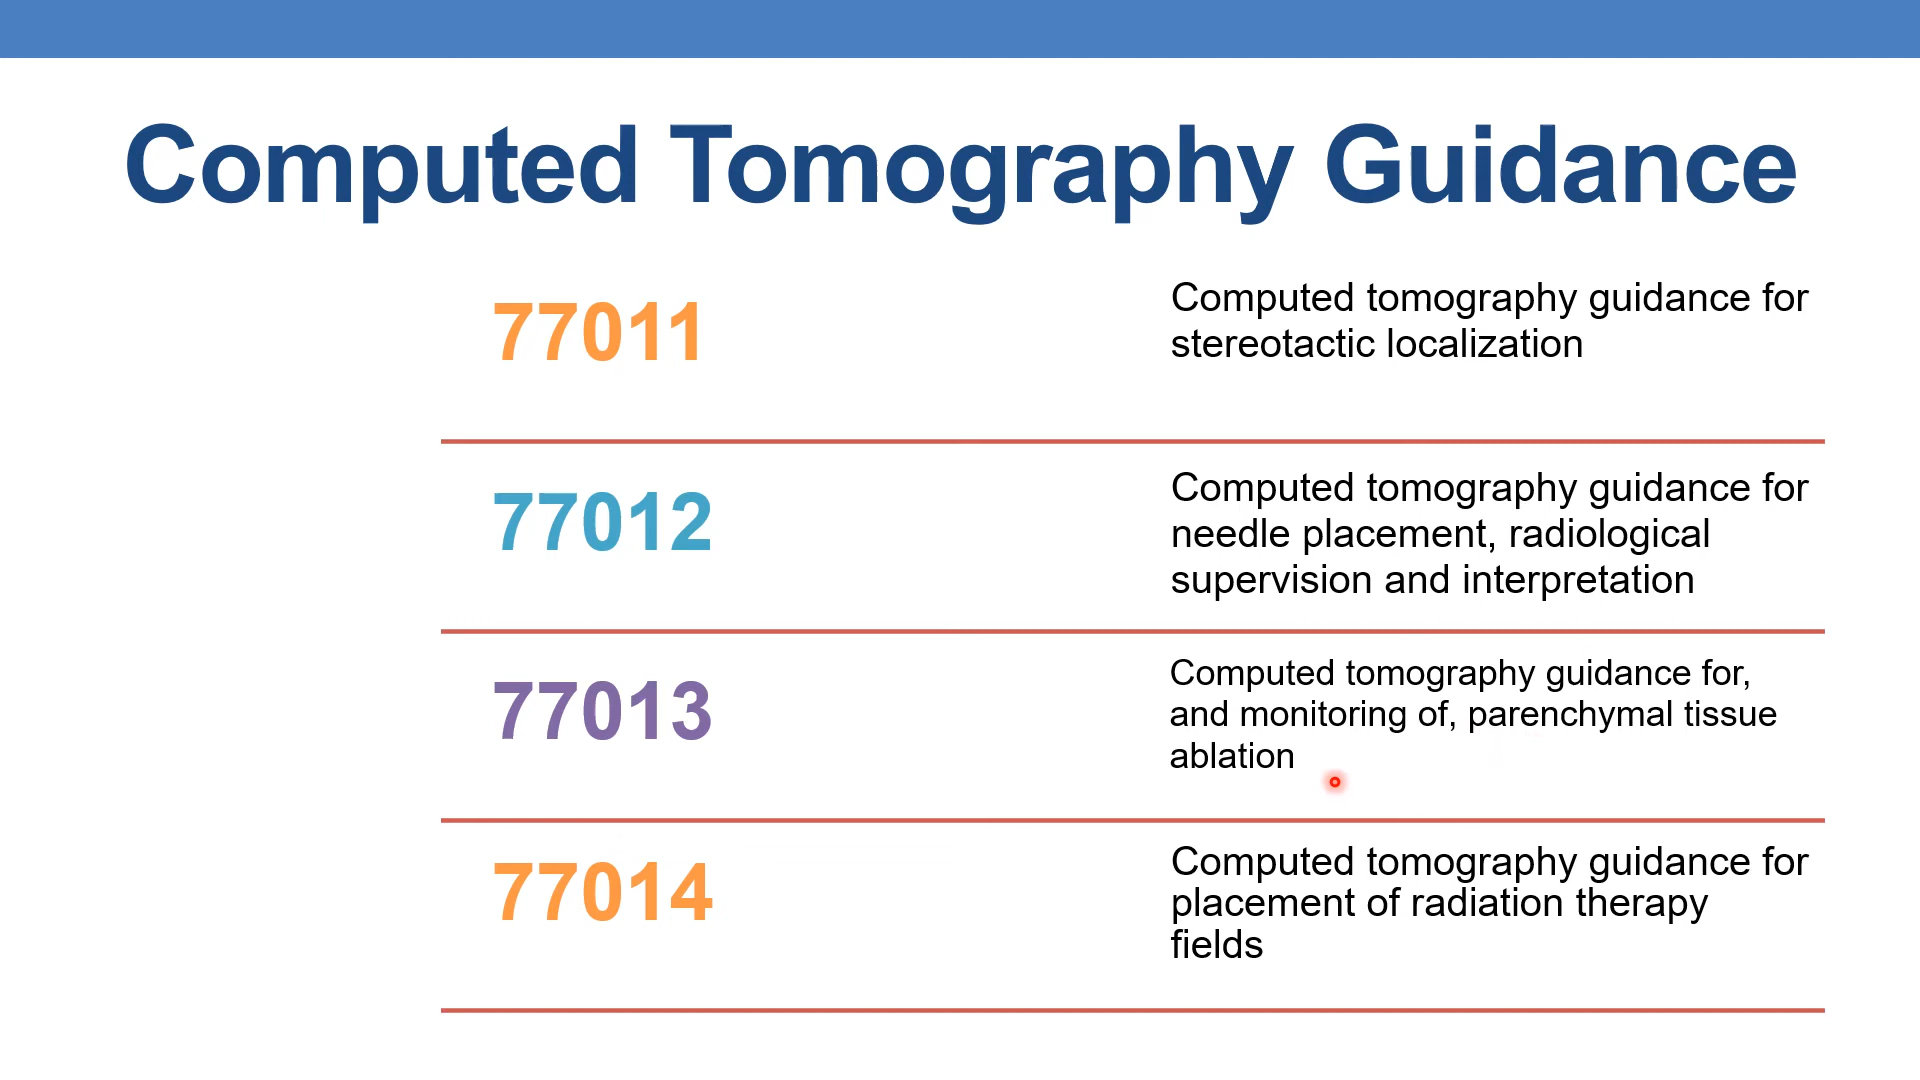 Computed Tomography Guidance
77011
Computed tomography guidance for
stereotactic localization
77012
Computed tomography guidance for
needle placement, radiological
supervision and interpretation
77013
Computed tomography guidance for,
and monitoring of, parenchymal tissue
ablation
77014
Computed tomography guidance for
placement of radiation therapy
fields